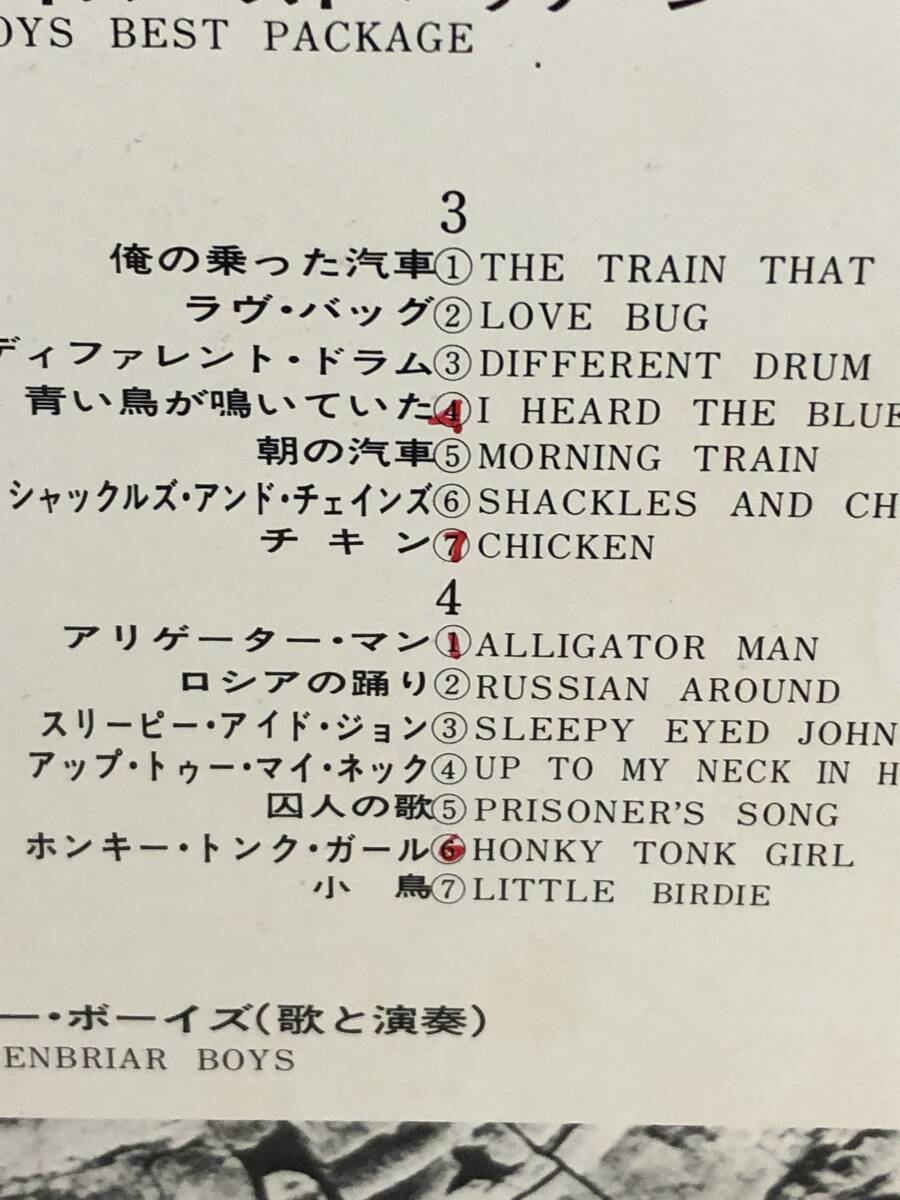 OYS BEST PACKAGE
3
俺の乗った汽車①THE TRAIN THAT
ラヴ・バッグ②LOVE BUG
ディファレント・ドラム③DIFFERENT DRUM
青い鳥が鳴いていた④I HEARD THE BLUE
朝の汽車⑤MORNING TRAIN
シャックルズ・アンド・チェインズ⑥SHACKLES AND CH
チキン⑦CHICKEN
4
アリゲーター・マン①ALLIGATOR MAN
ロシアの踊り②RUSSIAN AROUND
スリーピー・アイド・ジョン③SLEEPY EYED JOHN
アップ・トゥー・マイ・ネック④UP TO MY NECK IN H
囚人の歌⑤PRISONER'S SONG
ホンキー・トンク・ガール⑥HONKY TONK GIRL
小鳥⑦LITTLE BIRDIE
ー・ボーイズ(歌と演奏)
ENBRIAR BOYS